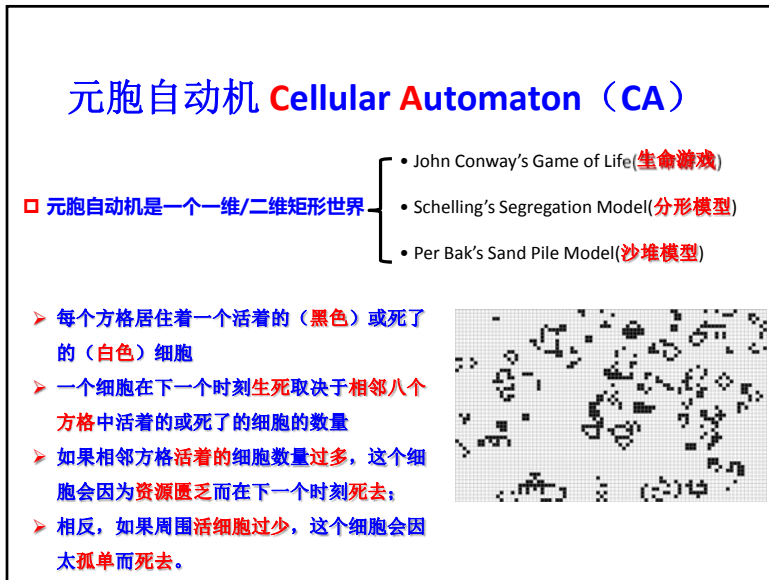 元胞自动机 Cellular Automaton（CA）
• John Conway’s Game of Life(生命游戏)
元胞自动机是一个一维/二维矩形世界
• Schelling’s Segregation Model(分形模型)
• Per Bak’s Sand Pile Model(沙堆模型)
每个方格居住着一个活着的（黑色）或死了
的（白色）细胞
一个细胞在下一个时刻生死取决于相邻八个
方格中活着的或死了的细胞的数量
如果相邻方格活着的细胞数量过多，这个细
胞会因为资源匮乏而在下一个时刻死去；
相反，如果周围活细胞过少，这个细胞会因
太孤单而死去。